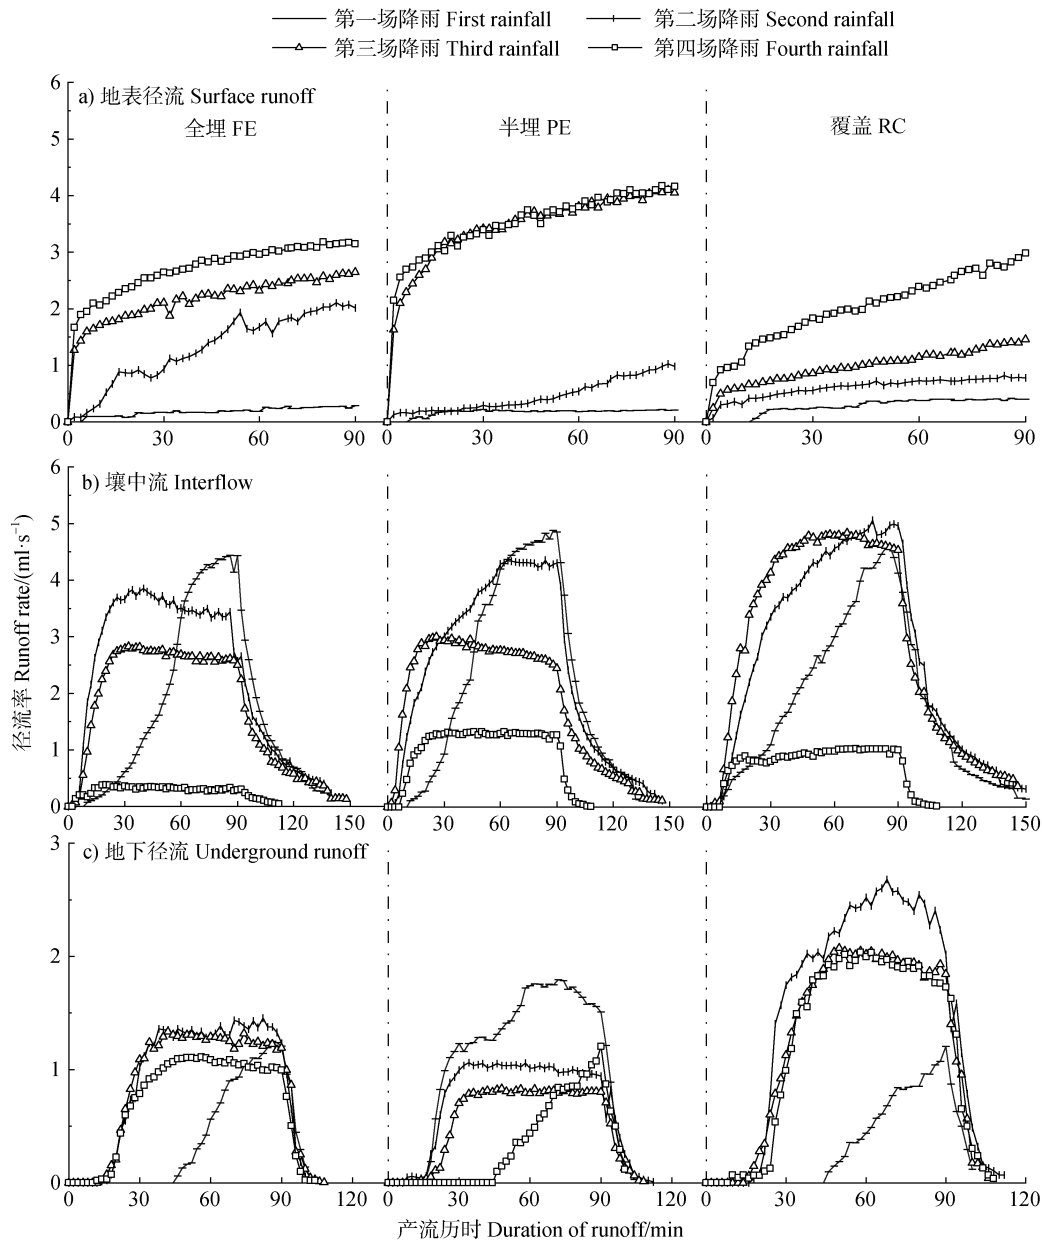 第一场降雨 First rainfall 第二场降雨 Second rainfall
第三场降雨 Third rainfall 第四场降雨 Fourth rainfall
a) 地表径流 Surface runoff
全埋 FE 半埋 PE 覆盖 RC
6
5
4
3
2
1
0
0 30 60 90 0 30 60 90 0 30 60 90
b) 壤中流 Interflow
6
5
4
3
2
1
0
0 30 60 90 120 150 0 30 60 90 120 150 0 30 60 90 120 150
径流率 Runoff rate/(ml·s⁻¹)
c) 地下径流 Underground runoff
3
2
1
0
0 30 60 90 120 0 30 60 90 120 0 30 60 90 120
产流历时 Duration of runoff/min